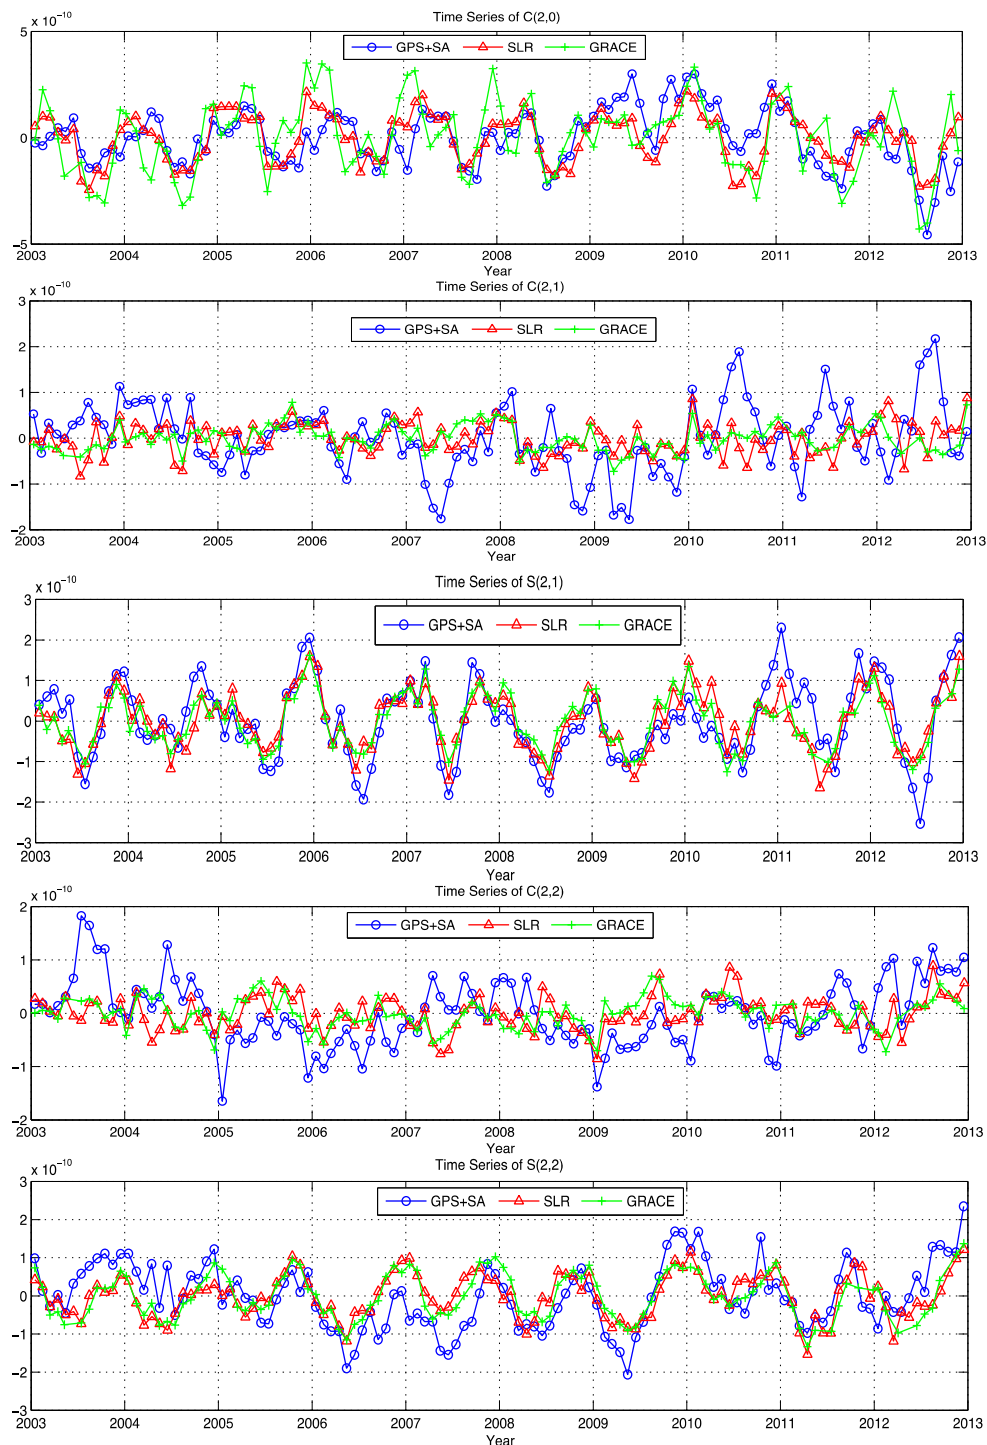 Time Series of C(2,0)
x 10^-10
GPS+SA SLR GRACE
5
0
−5
2003 2004 2005 2006 2007 2008 2009 2010 2011 2012 2013
Year
Time Series of C(2,1)
x 10^-10
GPS+SA SLR GRACE
3
2
1
0
−1
−2
2003 2004 2005 2006 2007 2008 2009 2010 2011 2012 2013
Year
Time Series of S(2,1)
x 10^-10
GPS+SA SLR GRACE
3
2
1
0
−1
−2
−3
2003 2004 2005 2006 2007 2008 2009 2010 2011 2012 2013
Year
Time Series of C(2,2)
x 10^-10
GPS+SA SLR GRACE
2
1
0
−1
−2
2003 2004 2005 2006 2007 2008 2009 2010 2011 2012 2013
Year
Time Series of S(2,2)
x 10^-10
GPS+SA SLR GRACE
3
2
1
0
−1
−2
−3
2003 2004 2005 2006 2007 2008 2009 2010 2011 2012 2013
Year